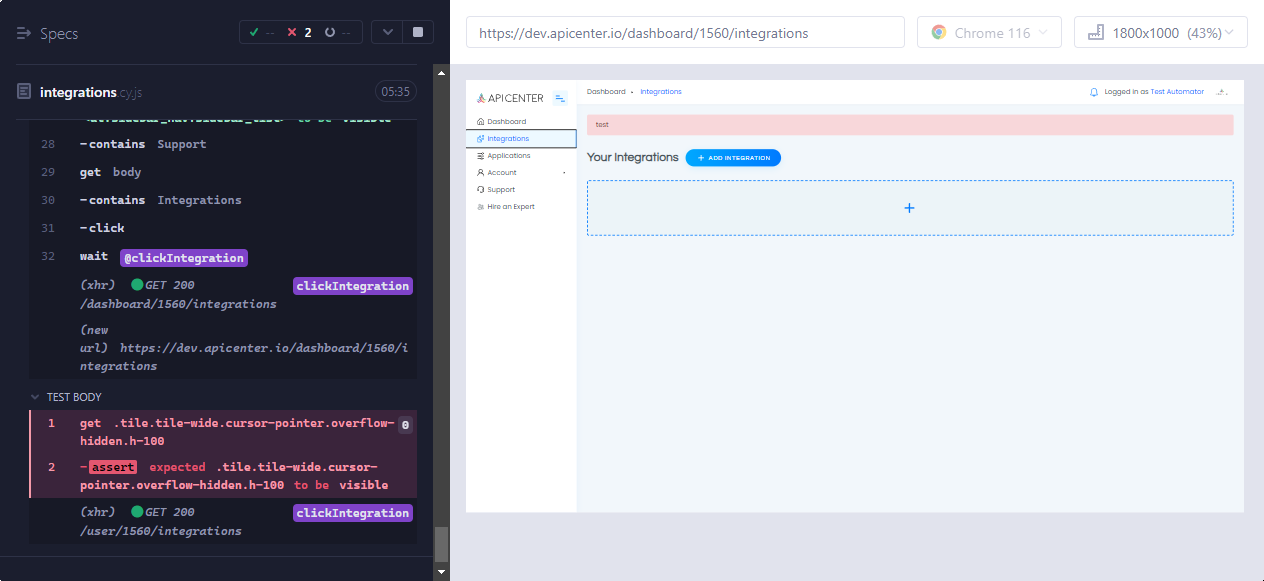 Specs
-- 2 --
https://dev.apicenter.io/dashboard/1560/integrations
Chrome 116
1800x1000 (43%)
integrations.cy.js
05:35
28 -contains Support
29 get body
30 -contains Integrations
31 -click
32 wait @clickIntegration
(xhr) GET 200 clickIntegration
/dashboard/1560/integrations
(new
url) https://dev.apicenter.io/dashboard/1560/i
ntegrations
TEST BODY
1 get .tile.tile-wide.cursor-pointer.overflow- 0
hidden.h-100
2 -assert expected .tile.tile-wide.cursor-
pointer.overflow-hidden.h-100 to be visible
(xhr) GET 200 clickIntegration
/user/1560/integrations
APICENTER
Dashboard
Integrations
Applications
Account
Support
Hire an Expert
Dashboard • Integrations
Logged in as Test Automator
test
Your Integrations + ADD INTEGRATION
+